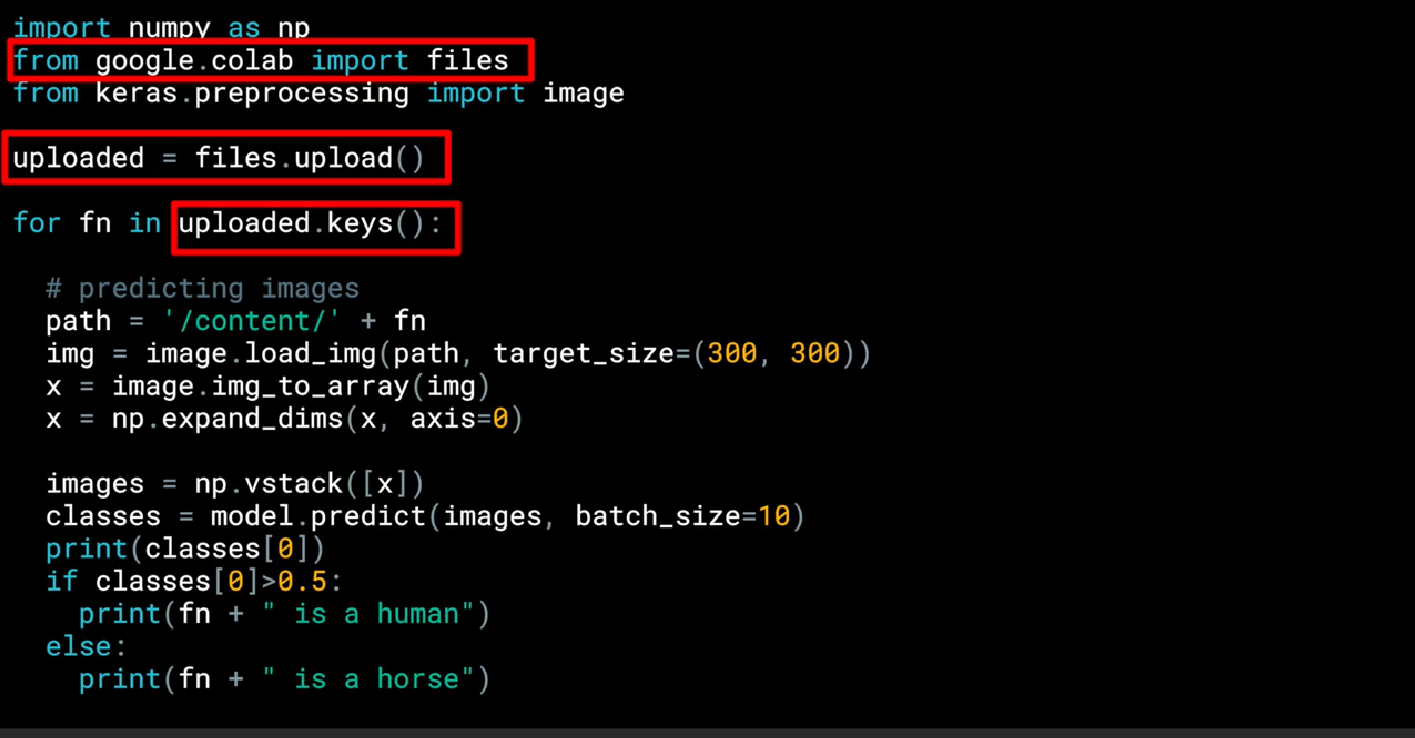 import numpy as np
from google.colab import files
from keras.preprocessing import image
uploaded = files.upload()
for fn in uploaded.keys():
# predicting images
path = '/content/' + fn
img = image.load_img(path, target_size=(300, 300))
x = image.img_to_array(img)
x = np.expand_dims(x, axis=0)
images = np.vstack([x])
classes = model.predict(images, batch_size=10)
print(classes[0])
if classes[0]>0.5:
print(fn + " is a human")
else:
print(fn + " is a horse")